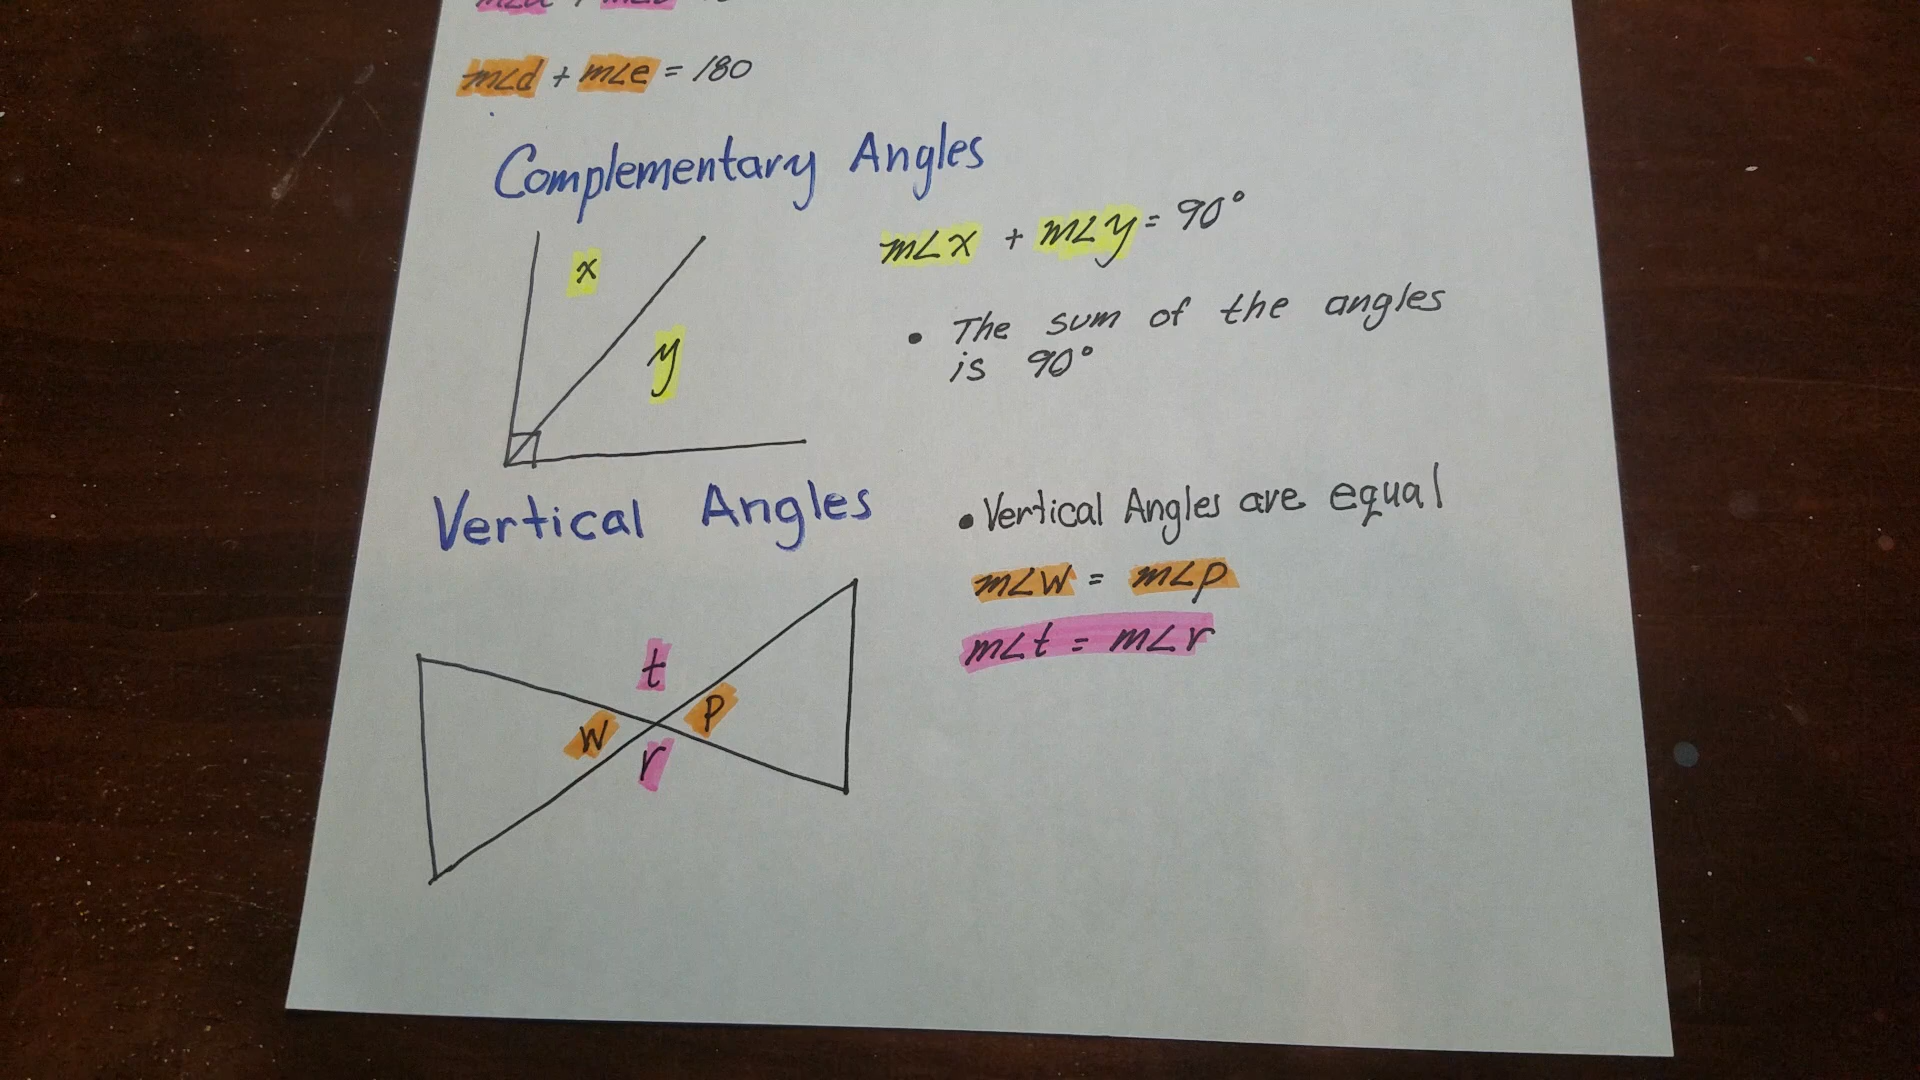 m∠d + m∠e = 180
Complementary Angles
x
y
m∠x + m∠y = 90°
• The sum of the angles
is 90°
Vertical Angles
t
w
p
r
• Vertical Angles are equal
m∠w = m∠p
m∠t = m∠r